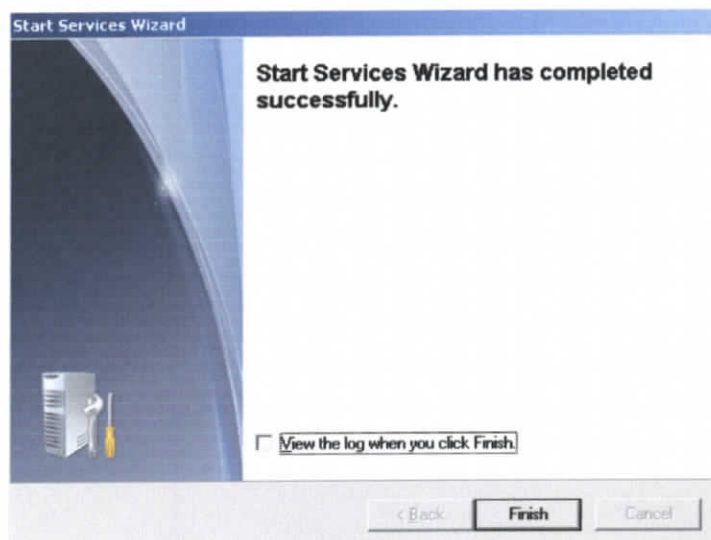 Start Services Wizard
Start Services Wizard has completed
successfully.
View the log when you click Finish.
< Back
Finish
Cancel